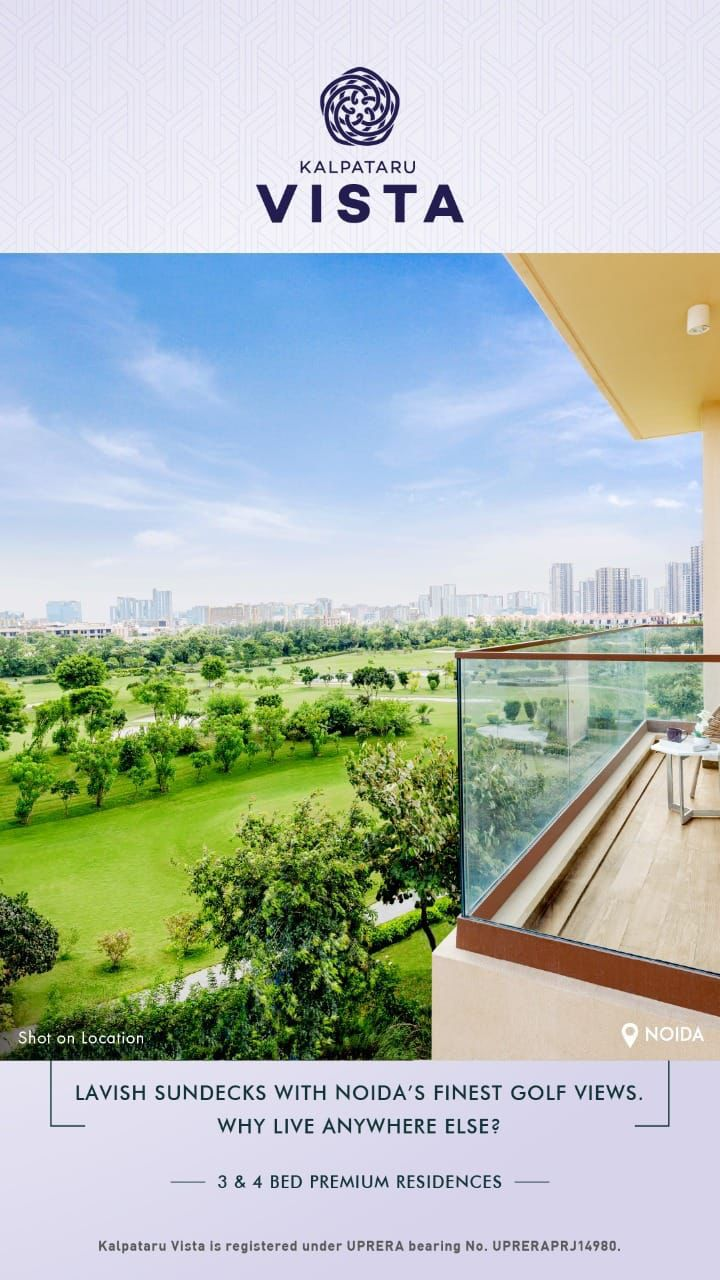 KALPATARU
VISTA
Shot on Location
NOIDA
LAVISH SUNDECKS WITH NOIDA'S FINEST GOLF VIEWS.
WHY LIVE ANYWHERE ELSE?
3 & 4 BED PREMIUM RESIDENCES
Kalpataru Vista is registered under UPRERA bearing No. UPRERAPRJ14980.